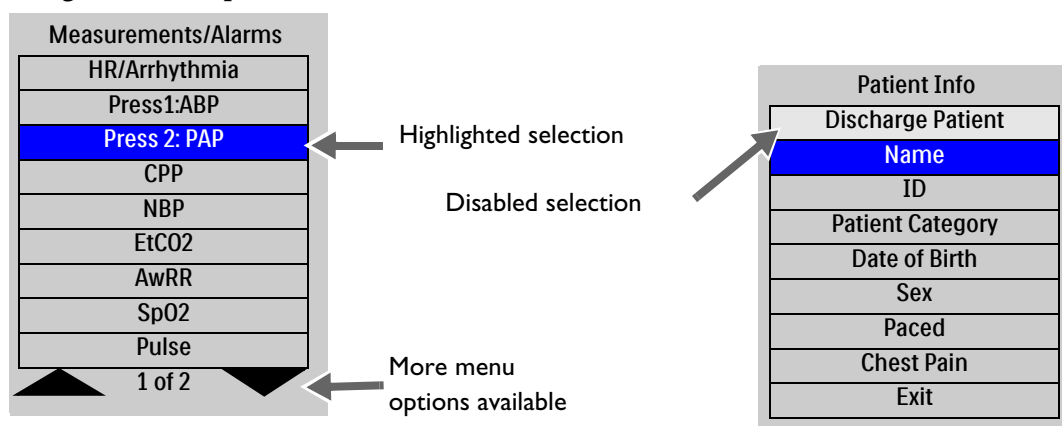 Measurements/Alarms
HR/Arrhythmia
Press1:ABP
Press 2: PAP
CPP
NBP
EtCO2
AwRR
SpO2
Pulse
1 of 2
Highlighted selection
Disabled selection
More menu
options available
Patient Info
Discharge Patient
Name
ID
Patient Category
Date of Birth
Sex
Paced
Chest Pain
Exit